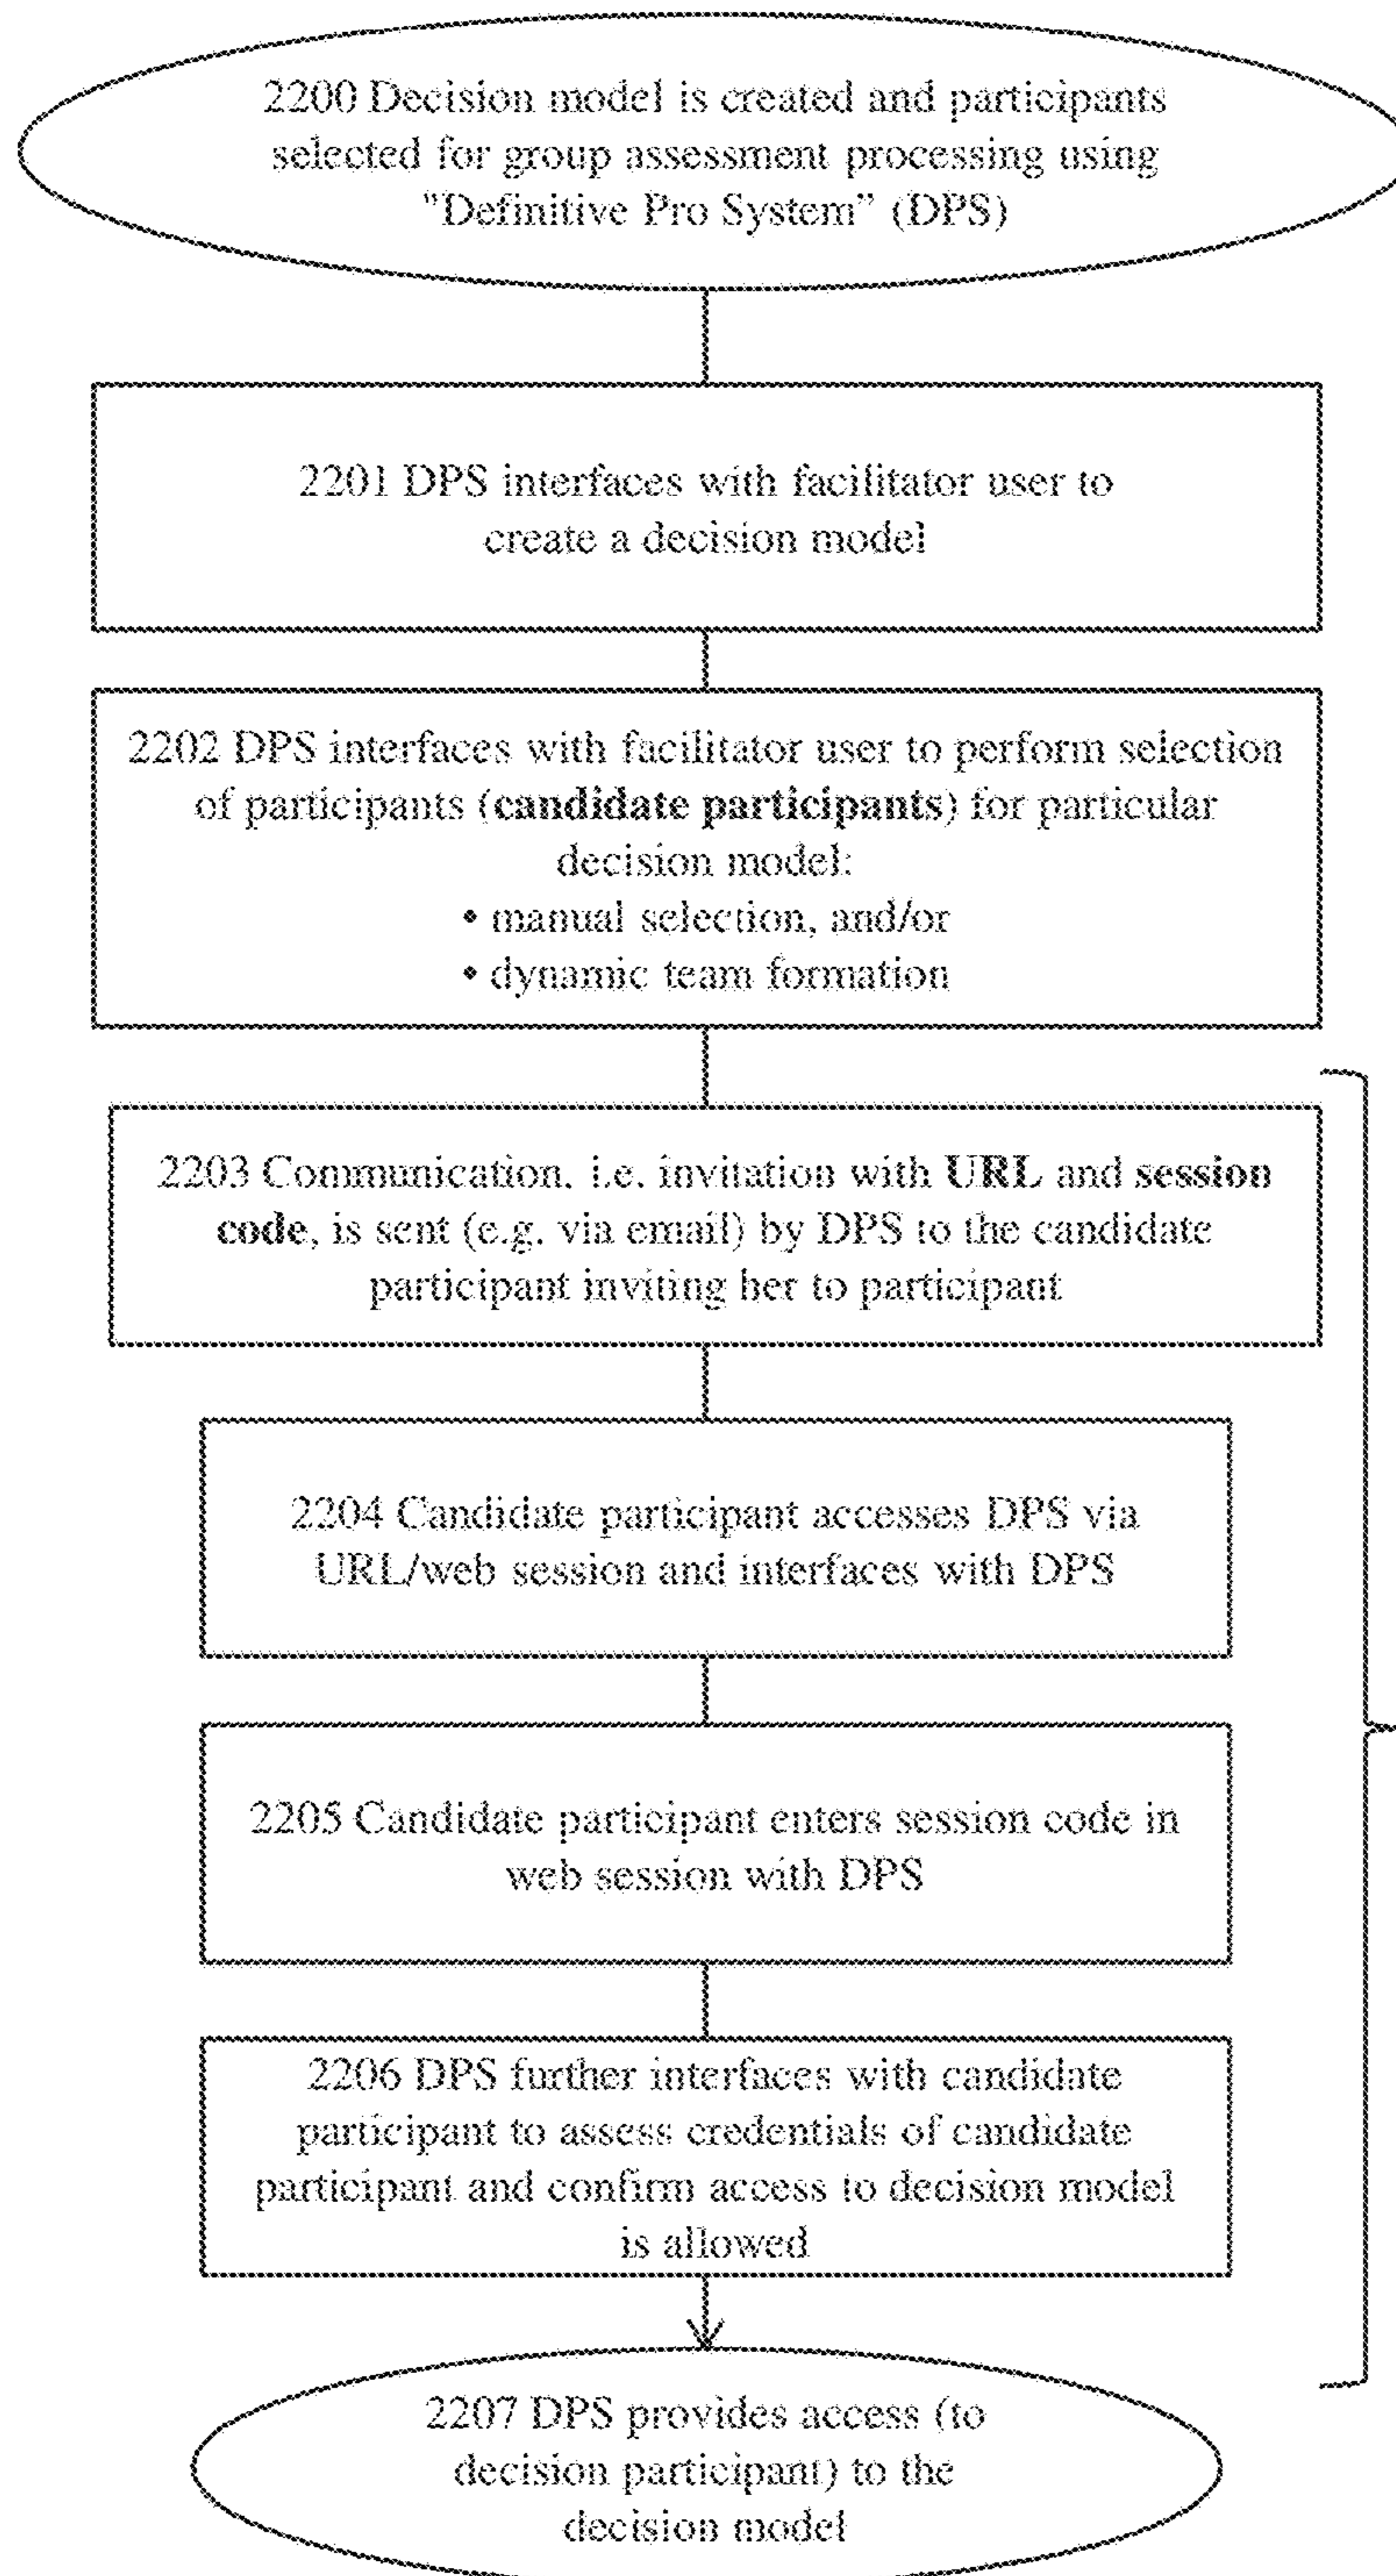 2200 Decision model is created and participants
selected for group assessment processing using
"Definitive Pro System” (DPS)
2201 DPS interfaces with facilitator user to
create a decision model
2202 DPS interfaces with facilitator user to perform selection
of participants (candidate participants) for particular
decision model:
• manual selection, and/or
• dynamic team formation
2203 Communication, i.e. invitation with URL and session
code, is sent (e.g. via email) by DPS to the candidate
participant inviting her to participant
2204 Candidate participant accesses DPS via
URL/web session and interfaces with DPS
2205 Candidate participant enters session code in
web session with DPS
2206 DPS further interfaces with candidate
participant to assess credentials of candidate
participant and confirm access to decision model
is allowed
2207 DPS provides access (to
decision participant) to the
decision model